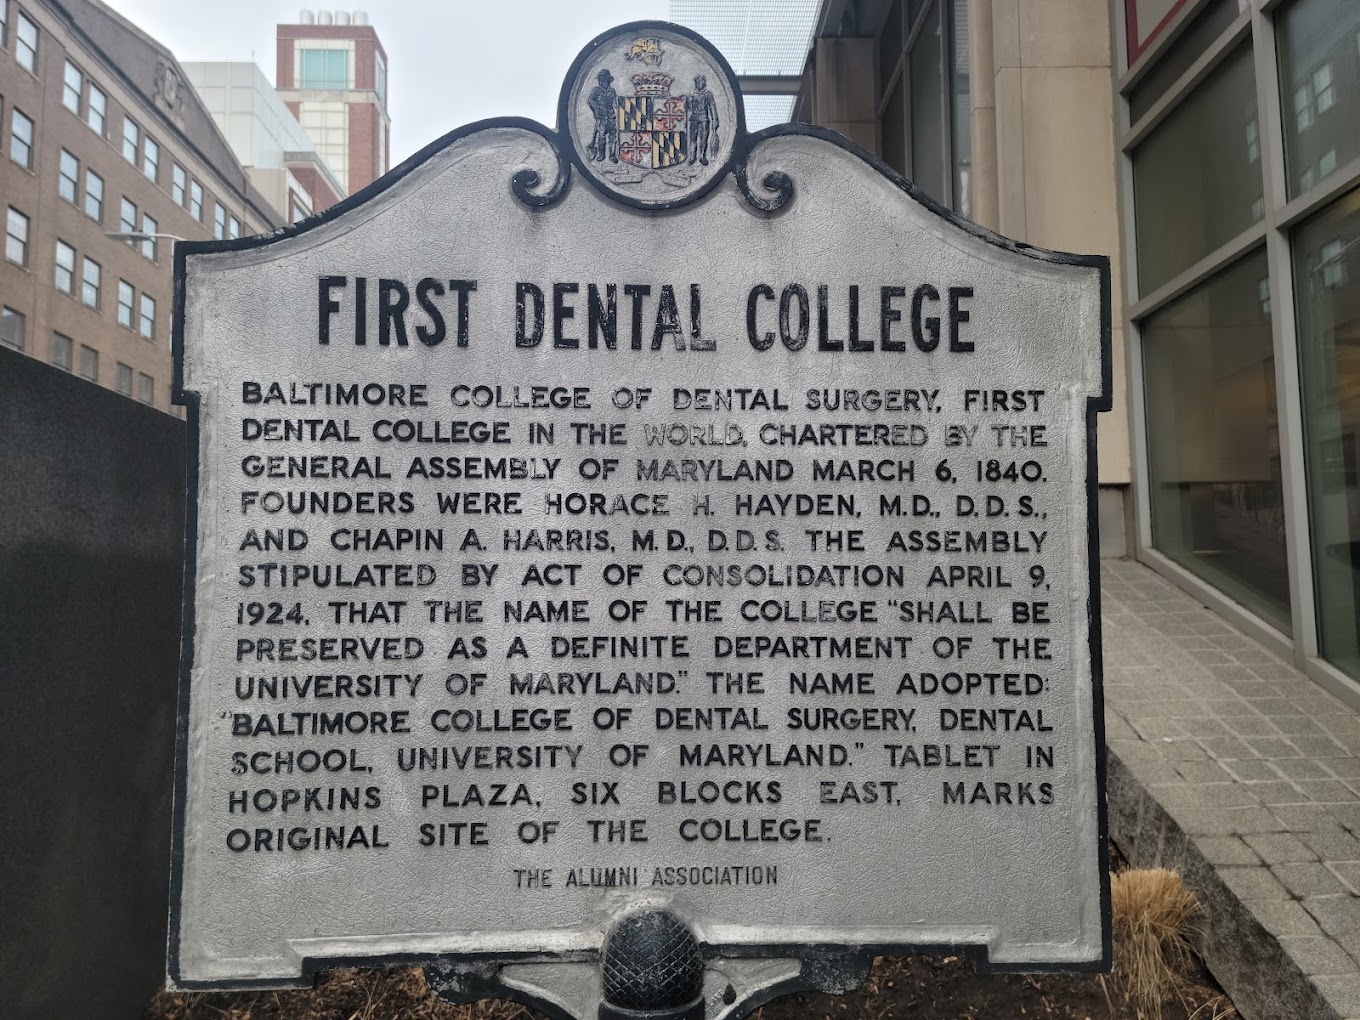 FIRST DENTAL COLLEGE
BALTIMORE COLLEGE OF DENTAL SURGERY, FIRST
DENTAL COLLEGE IN THE WORLD, CHARTERED BY THE
GENERAL ASSEMBLY OF MARYLAND MARCH 6, 1840.
FOUNDERS WERE HORACE H. HAYDEN, M.D., D.D.S.,
AND CHAPIN A. HARRIS, M.D., D.D.S. THE ASSEMBLY
STIPULATED BY ACT OF CONSOLIDATION APRIL 9,
1924, THAT THE NAME OF THE COLLEGE "SHALL BE
PRESERVED AS A DEFINITE DEPARTMENT OF THE
UNIVERSITY OF MARYLAND." THE NAME ADOPTED:
"BALTIMORE COLLEGE OF DENTAL SURGERY, DENTAL
SCHOOL, UNIVERSITY OF MARYLAND." TABLET IN
HOPKINS PLAZA, SIX BLOCKS EAST, MARKS
ORIGINAL SITE OF THE COLLEGE.
THE ALUMNI ASSOCIATION